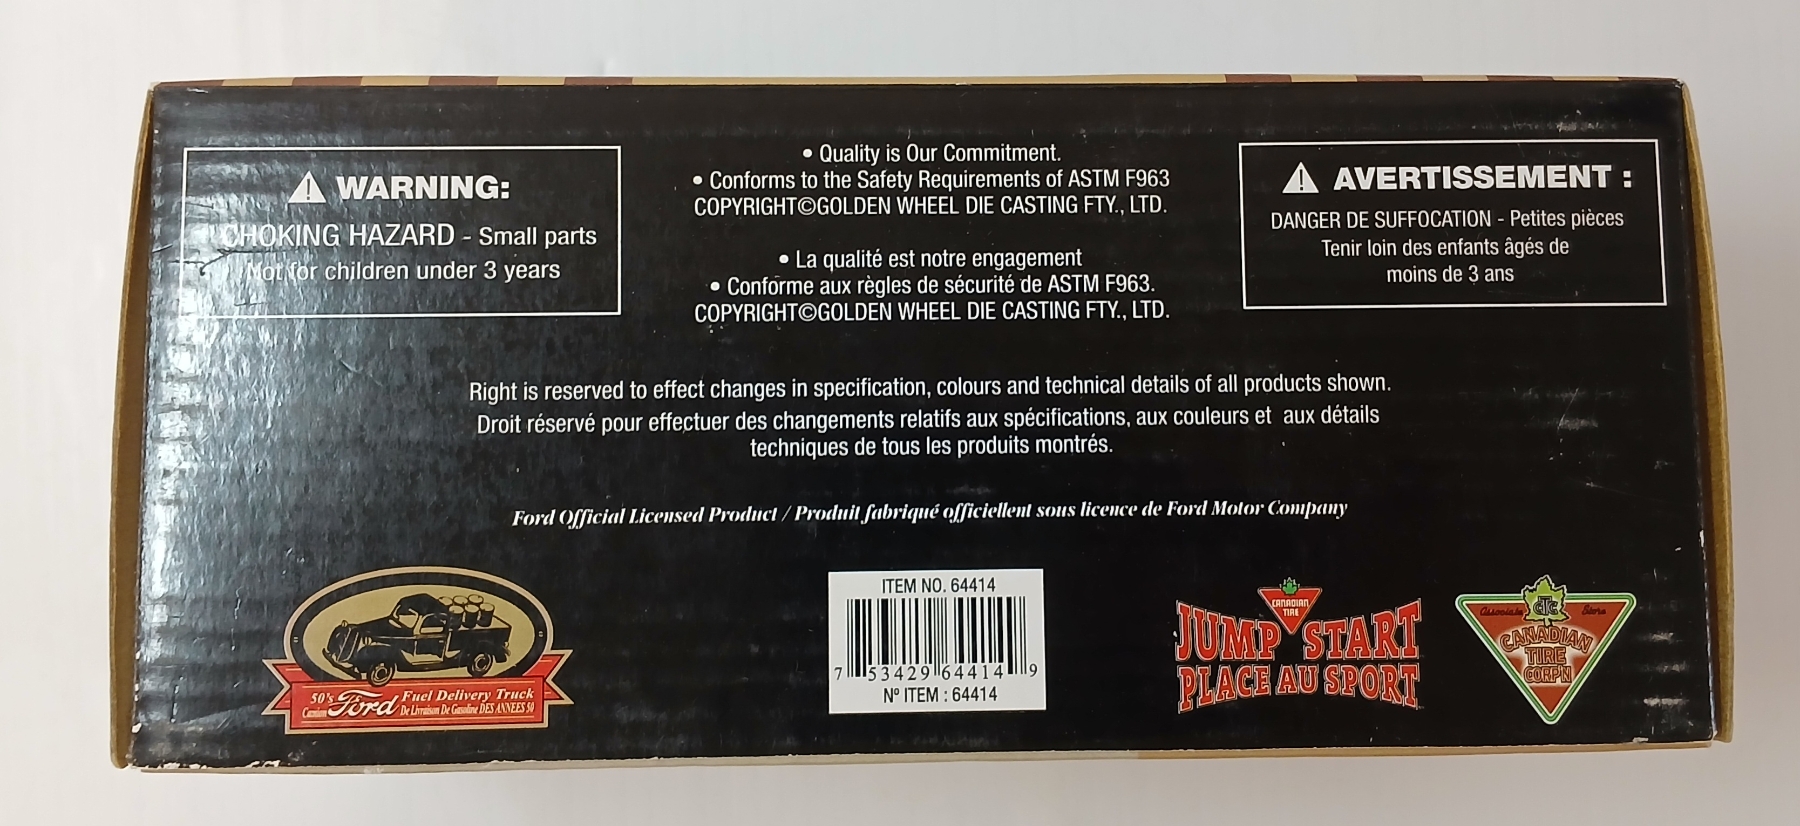 WARNING:
CHOKING HAZARD - Small parts
Not for children under 3 years
• Quality is Our Commitment.
• Conforms to the Safety Requirements of ASTM F963
COPYRIGHT©GOLDEN WHEEL DIE CASTING FTY., LTD.
• La qualité est notre engagement
• Conforme aux règles de sécurité de ASTM F963.
COPYRIGHT©GOLDEN WHEEL DIE CASTING FTY., LTD.
AVERTISSEMENT :
DANGER DE SUFFOCATION - Petites pièces
Tenir loin des enfants âgés de
moins de 3 ans
Right is reserved to effect changes in specification, colours and technical details of all products shown.
Droit réservé pour effectuer des changements relatifs aux spécifications, aux couleurs et aux détails
techniques de tous les produits montrés.
Ford Official Licensed Product / Produit fabriqué officiellent sous licence de Ford Motor Company
50's Ford Fuel Delivery Truck
Camion De Livraison De Gasoline DES ANNEES 50
ITEM NO. 64414
7 53429 64414 9
Nº ITEM : 64414
CANADIAN
TIRE
JUMP START
PLACE AU SPORT
Associate CTC Store
CANADIAN
TIRE
CORP'N